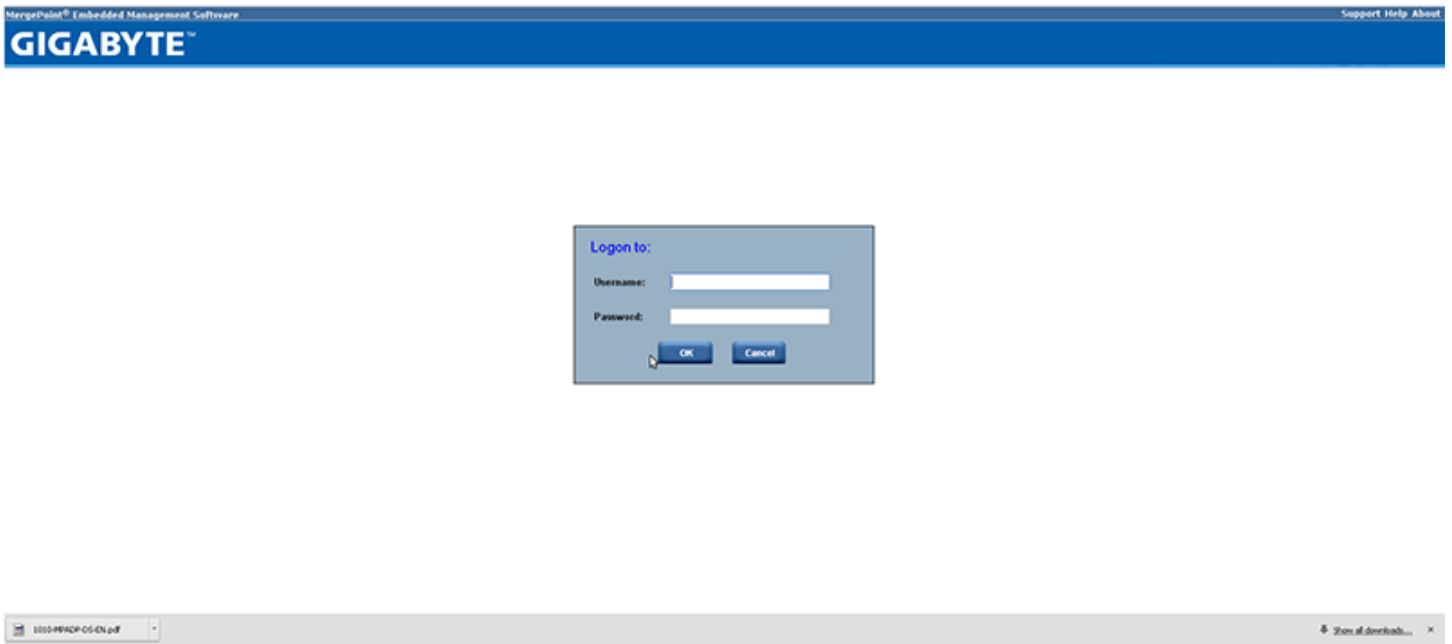 MergePoint® Embedded Management Software
Support Help About
GIGABYTE™
Logon to:
Username:
Password:
OK
Cancel
1010-MPADP-DS-EN.pdf
Show all downloads...